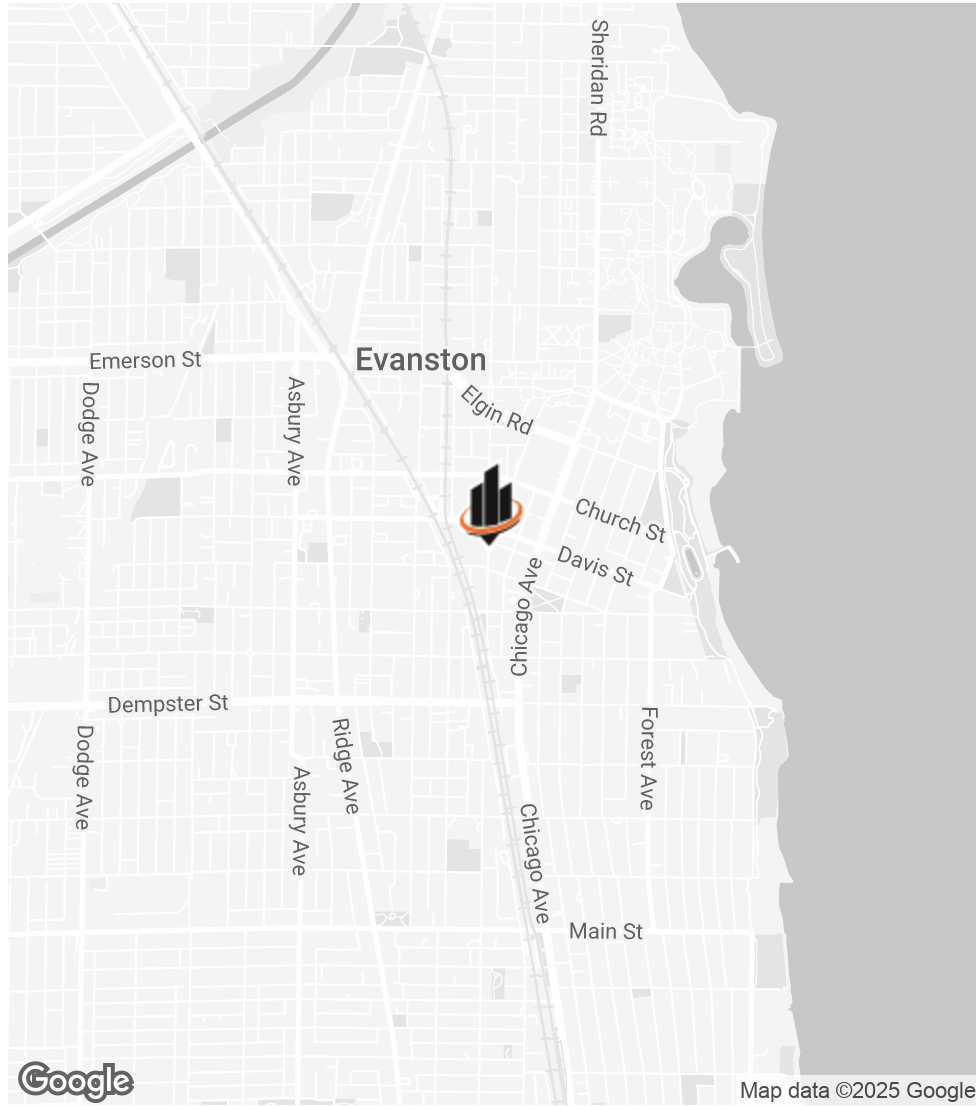 Sheridan Rd
Emerson St
Evanston
Dodge Ave
Asbury Ave
Elgin Rd
Church St
Davis St
Chicago Ave
Dempster St
Dodge Ave
Asbury Ave
Ridge Ave
Forest Ave
Chicago Ave
Main St
Google
Map data ©2025 Google